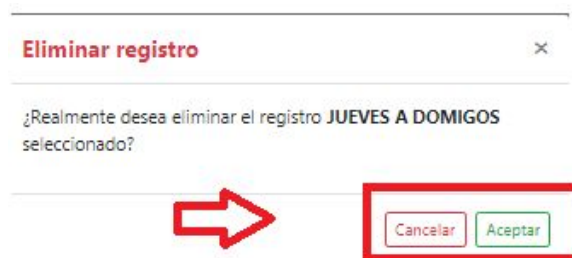 Eliminar registro ×
¿Realmente desea eliminar el registro JUEVES A DOMIGOS
seleccionado?
Cancelar Aceptar